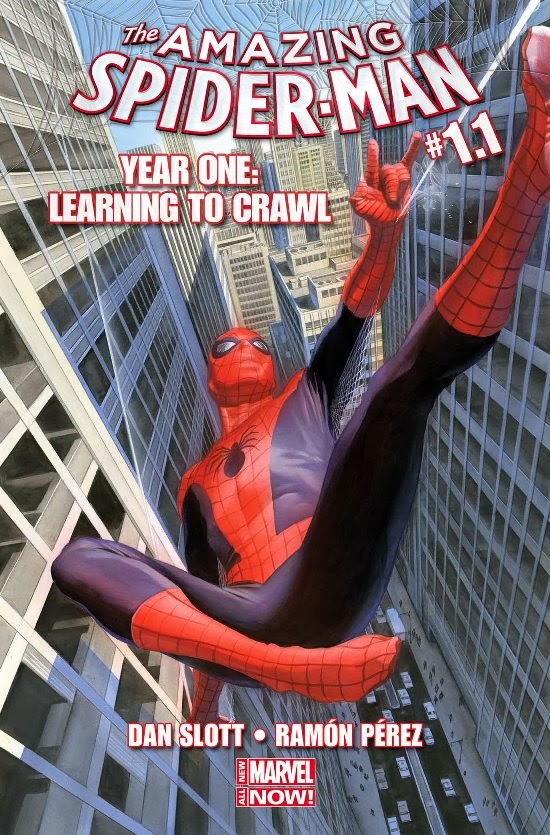 The AMAZING
SPIDER-MAN
#1.1
YEAR ONE:
LEARNING TO CRAWL
DAN SLOTT • RAMÓN PÉREZ
ALL-NEW
MARVEL
NOW!